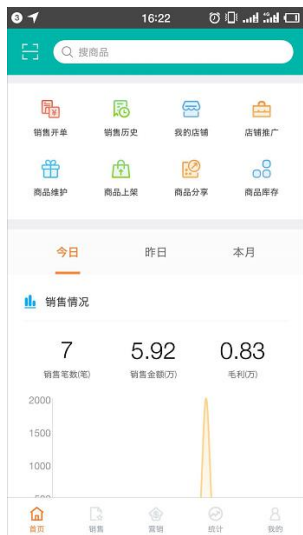 3
16:22
搜商品
销售开单 销售历史 我的店铺 店铺推广
商品维护 商品上架 商品分享 商品库存
今日 昨日 本月
销售情况
7 5.92 0.83
销售笔数(笔) 销售金额(万) 毛利(万)
2000
1500
1000
500
首页 销售 营销 统计 我的